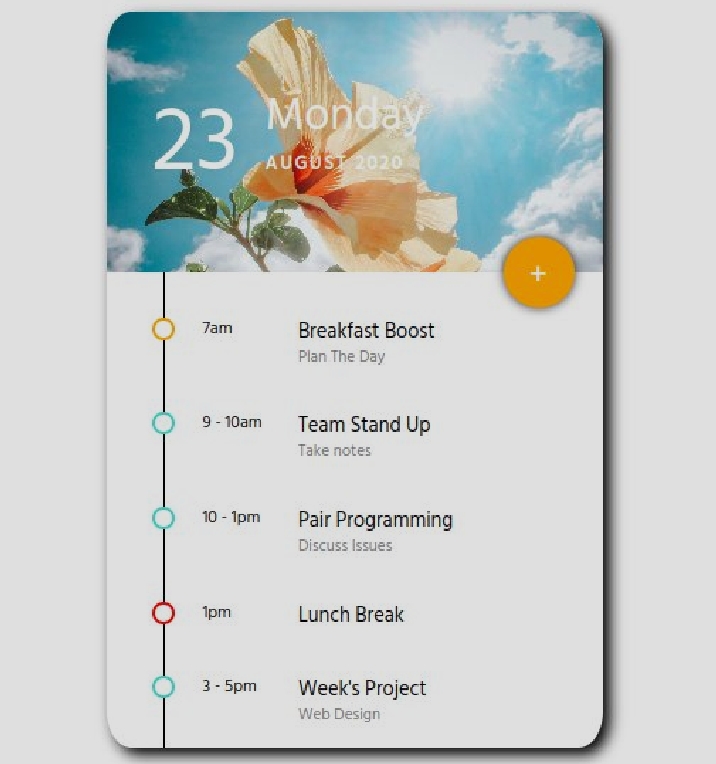 23
Monday
AUGUST 2020
+
7am
Breakfast Boost
Plan The Day
9 - 10am
Team Stand Up
Take notes
10 - 1pm
Pair Programming
Discuss Issues
1pm
Lunch Break
3 - 5pm
Week's Project
Web Design